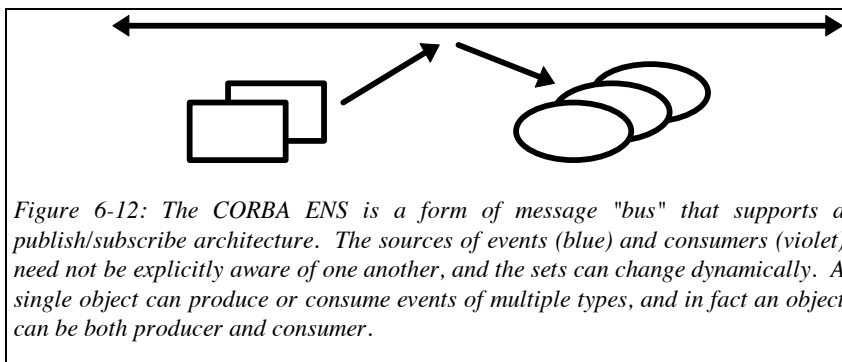 Figure 6-12: The CORBA ENS is a form of message "bus" that supports a
publish/subscribe architecture. The sources of events (blue) and consumers (violet)
need not be explicitly aware of one another, and the sets can change dynamically. A
single object can produce or consume events of multiple types, and in fact an object
can be both producer and consumer.